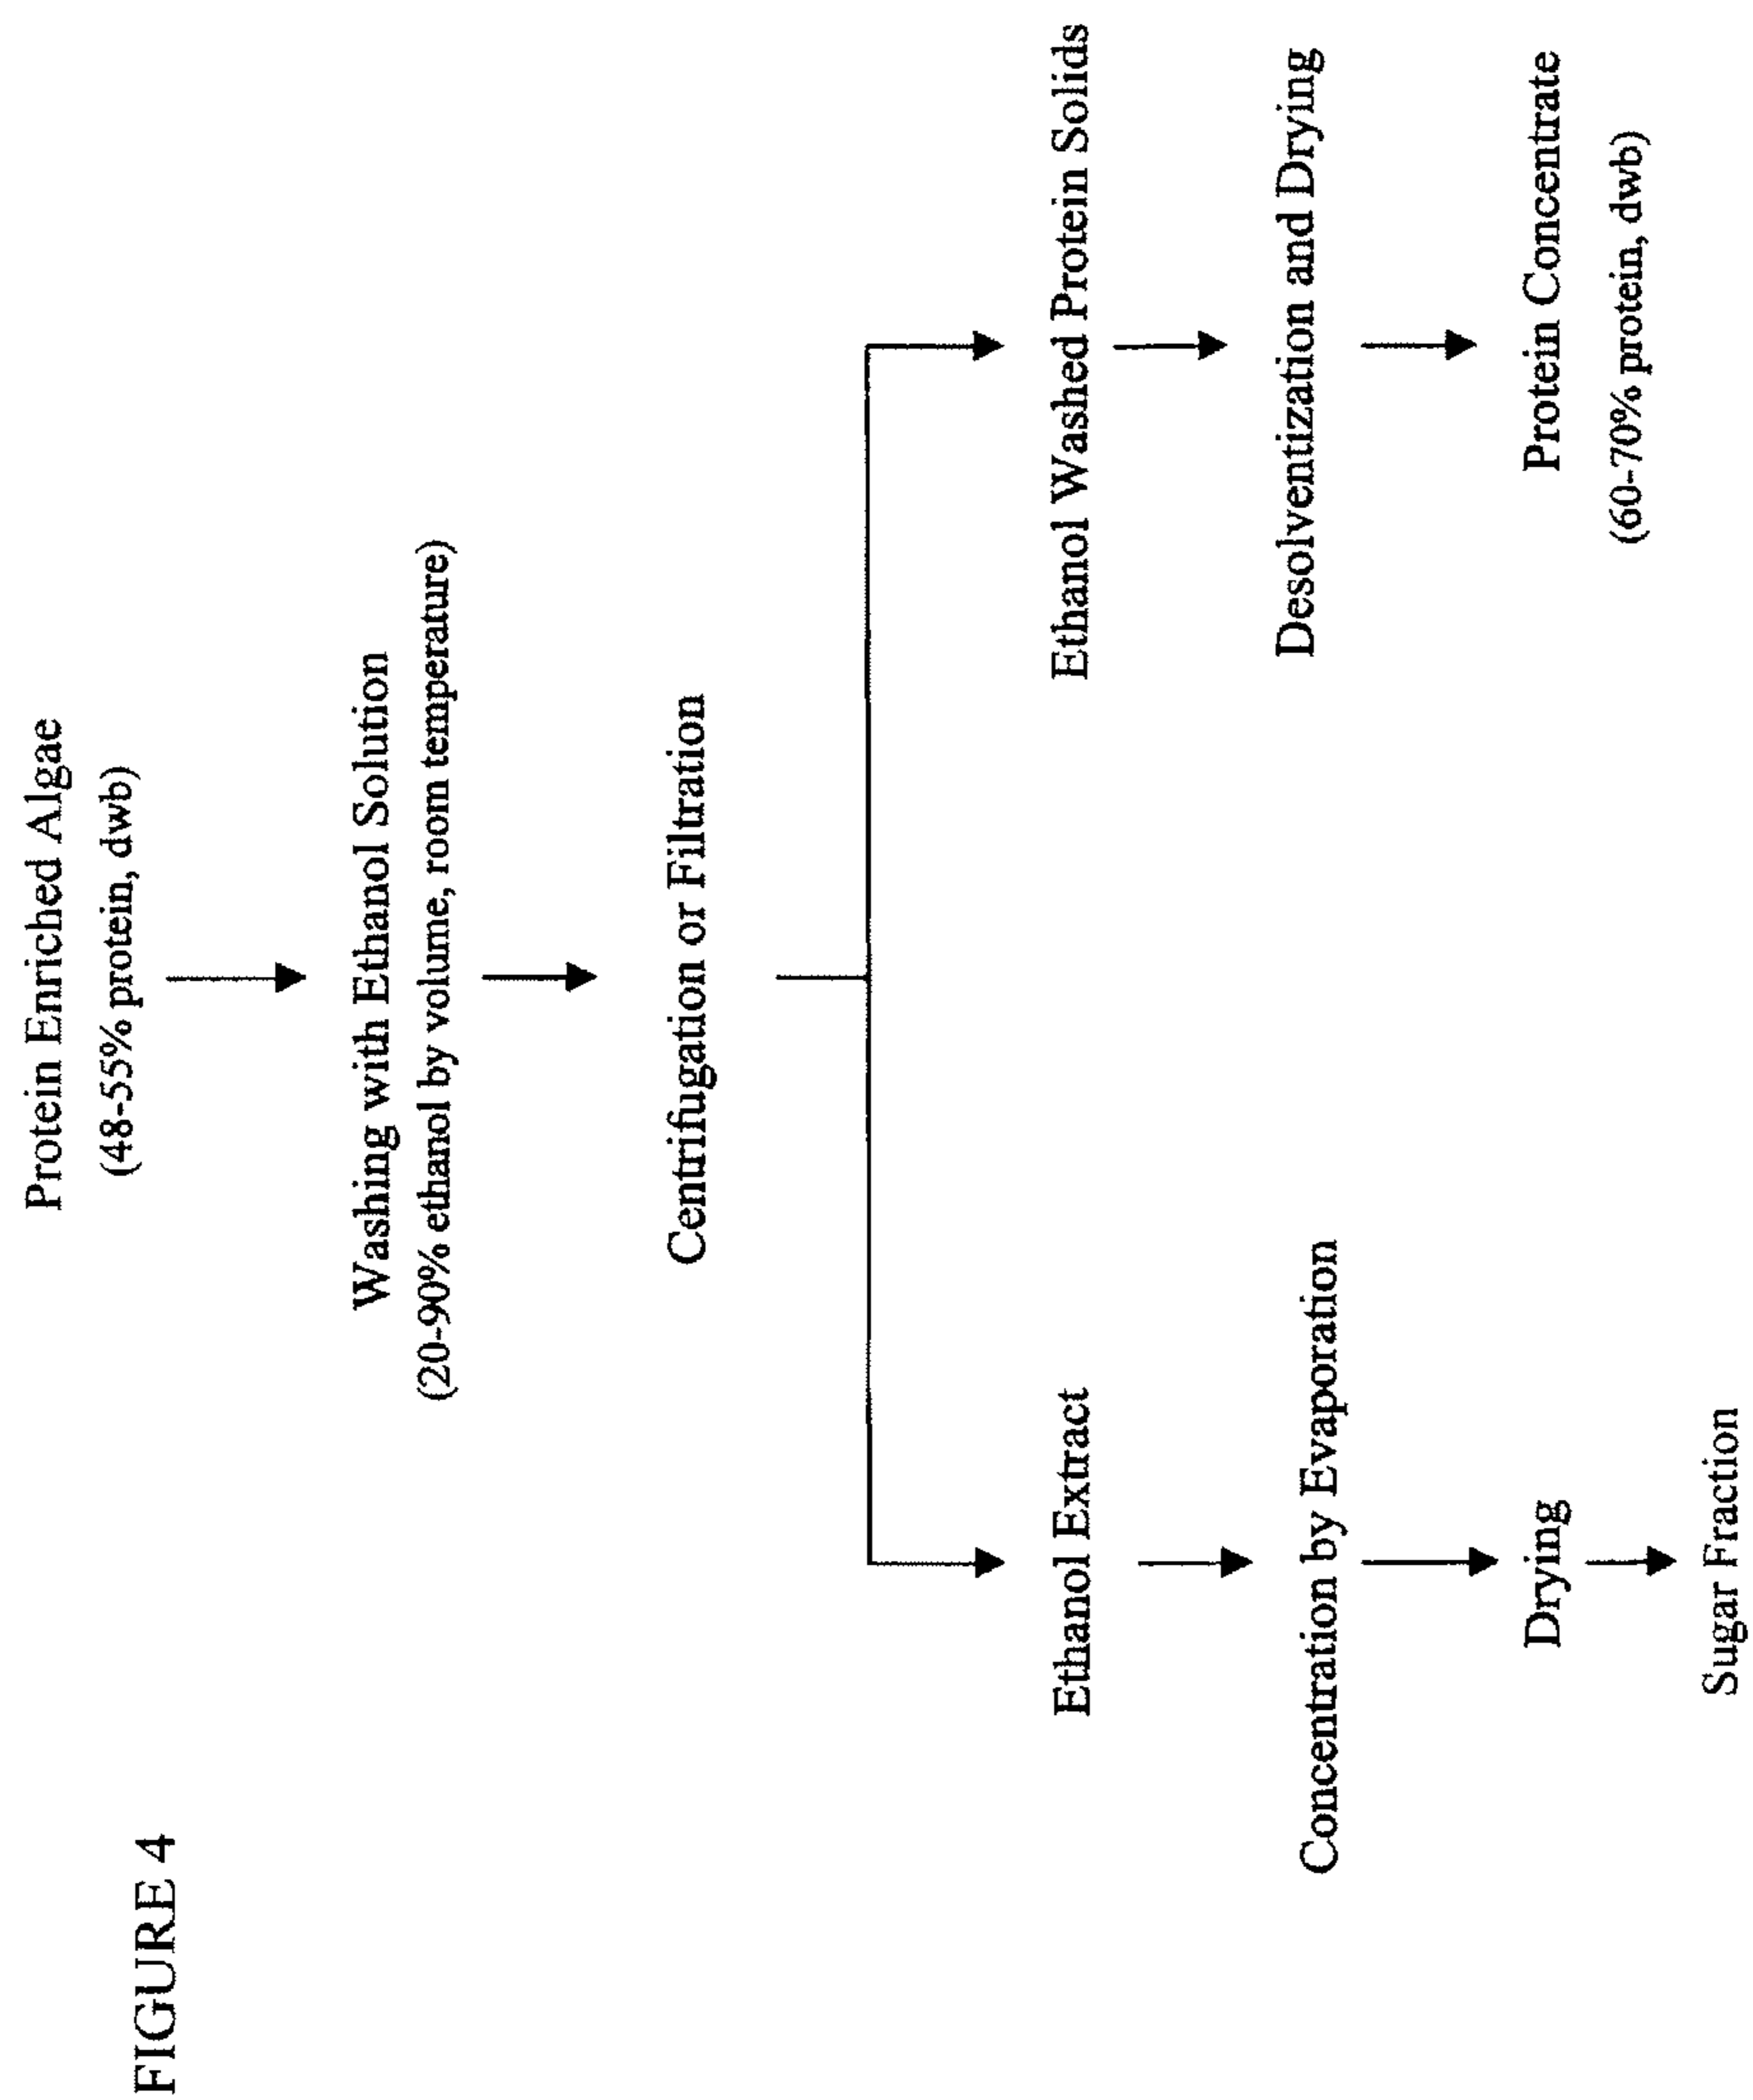 FIGURE 4
Protein Enriched Algae
(48-55% protein, dwb)
Washing with Ethanol Solution
(20-90% ethanol by volume, room temperature)
Centrifugation or Filtration
Ethanol Extract
Concentration by Evaporation
Drying
Sugar Fraction
Ethanol Washed Protein Solids
Desolventization and Drying
Protein Concentrate
(60-70% protein, dwb)